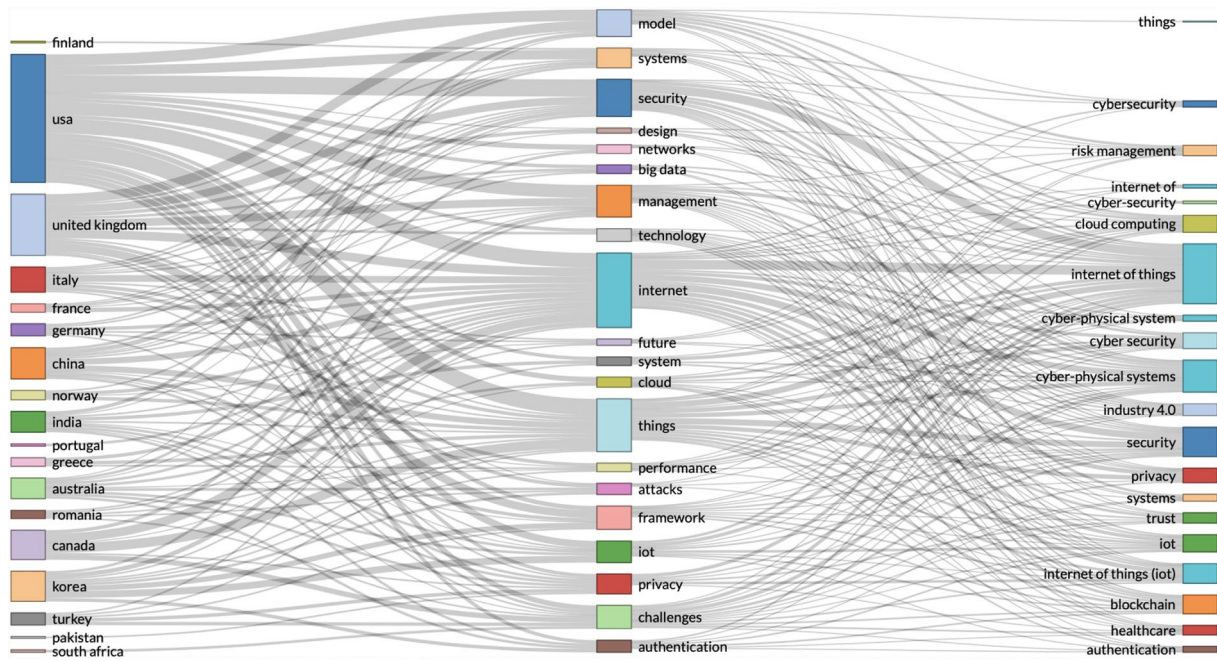 finland
usa
united kingdom
italy
france
germany
china
norway
india
portugal
greece
australia
romania
canada
korea
turkey
pakistan
south africa
model
systems
security
design
networks
big data
management
technology
internet
future
system
cloud
things
performance
attacks
framework
iot
privacy
challenges
authentication
things
cybersecurity
risk management
internet of
cyber-security
cloud computing
internet of things
cyber-physical system
cyber security
cyber-physical systems
industry 4.0
security
privacy
systems
trust
iot
internet of things (iot)
blockchain
healthcare
authentication